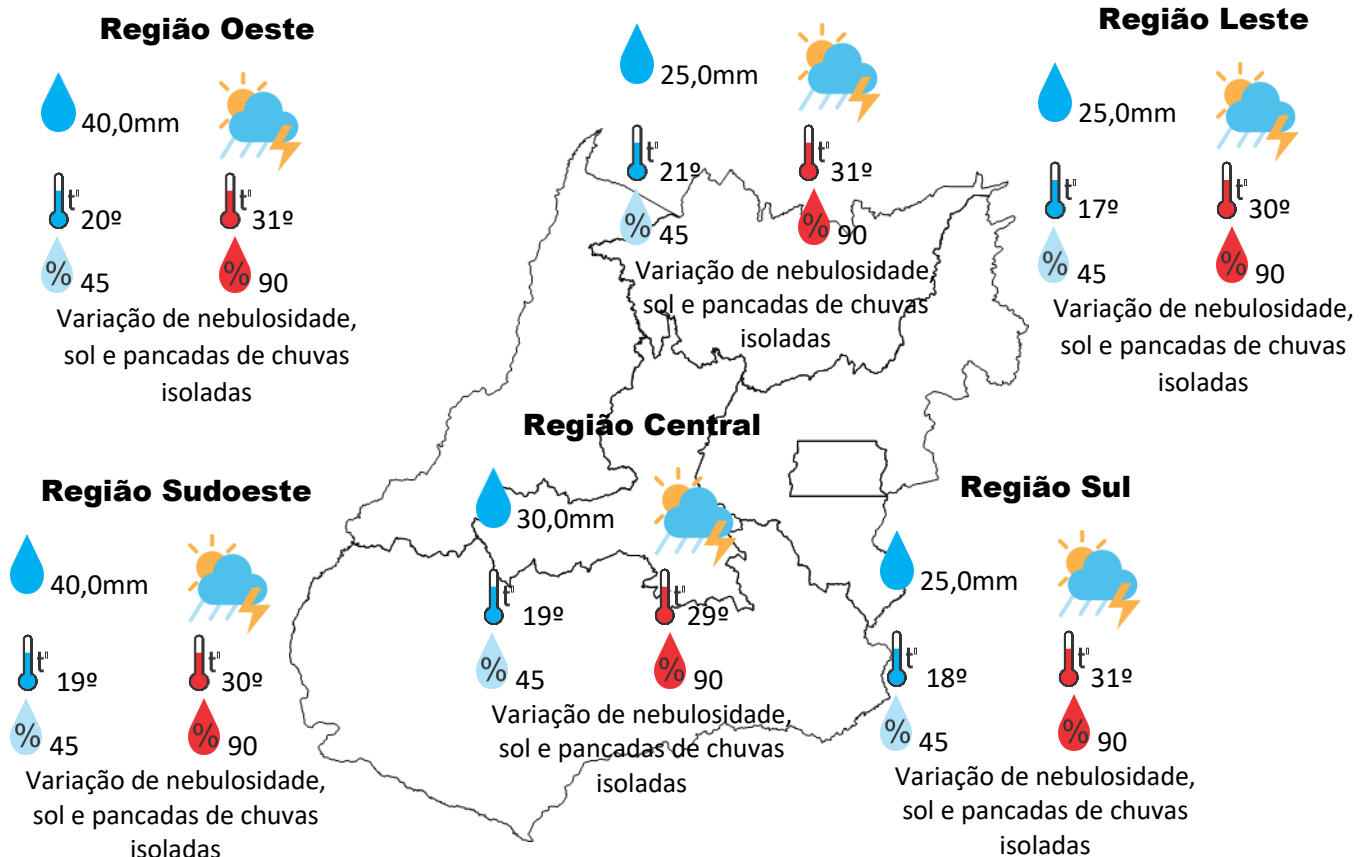 Região Oeste
40,0mm
t°
20º
t°
31º
%
45
%
90
Variação de nebulosidade,
sol e pancadas de chuvas
isoladas
25,0mm
t°
21º
t°
31º
%
45
%
90
Variação de nebulosidade,
sol e pancadas de chuvas
isoladas
Região Leste
25,0mm
t°
17º
t°
30º
%
45
%
90
Variação de nebulosidade,
sol e pancadas de chuvas
isoladas
Região Sudoeste
40,0mm
t°
19º
t°
30º
%
45
%
90
Variação de nebulosidade,
sol e pancadas de chuvas
isoladas
Região Central
30,0mm
t°
19º
t°
29º
%
45
%
90
Variação de nebulosidade,
sol e pancadas de chuvas
isoladas
Região Sul
25,0mm
t°
18º
t°
31º
%
45
%
90
Variação de nebulosidade,
sol e pancadas de chuvas
isoladas